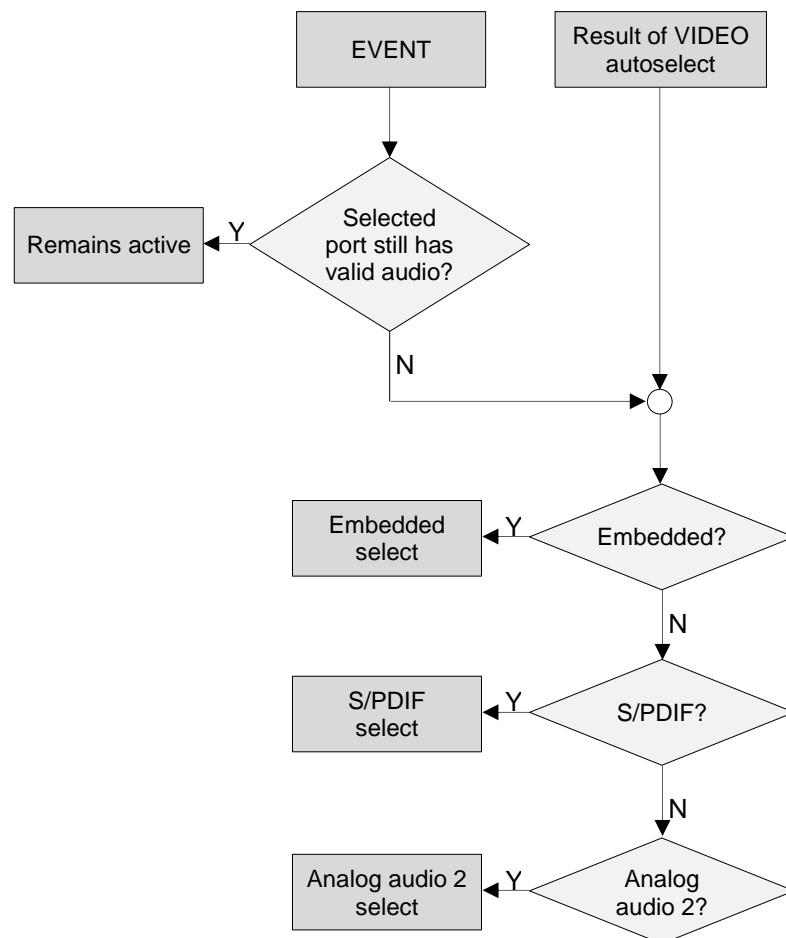 EVENT
Result of VIDEO
autoselect
Selected
port still has
valid audio?
Y
Remains active
N
Embedded?
Y
Embedded
select
N
S/PDIF?
Y
S/PDIF
select
N
Analog
audio 2?
Y
Analog audio 2
select